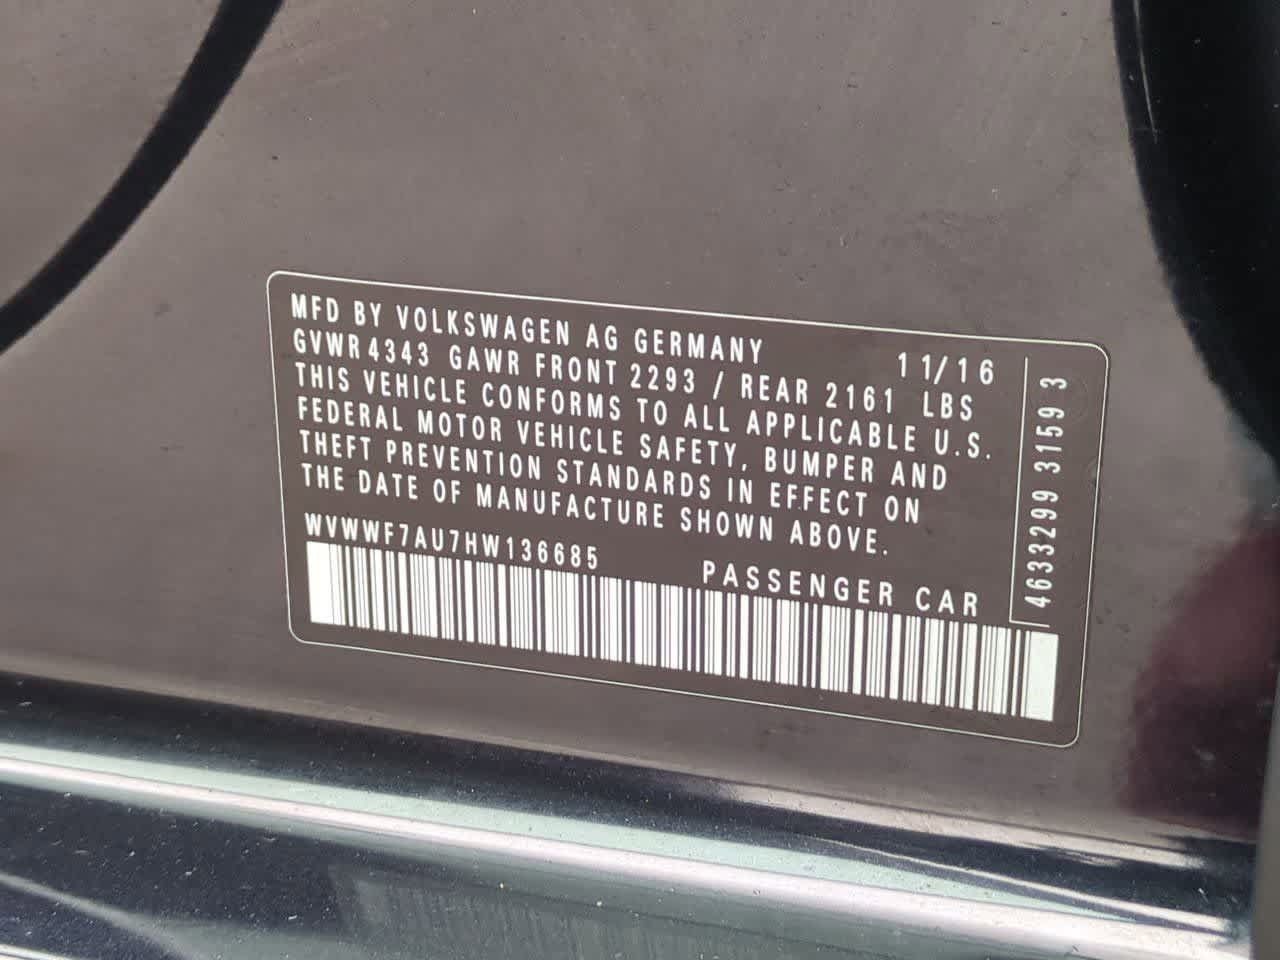 MFD BY VOLKSWAGEN AG GERMANY 11/16
GVWR 4343 GAWR FRONT 2293 / REAR 2161 LBS
THIS VEHICLE CONFORMS TO ALL APPLICABLE U.S.
FEDERAL MOTOR VEHICLE SAFETY, BUMPER AND
THEFT PREVENTION STANDARDS IN EFFECT ON
THE DATE OF MANUFACTURE SHOWN ABOVE.
WVWWF7AU7HW136685 PASSENGER CAR
4633299 3159 3